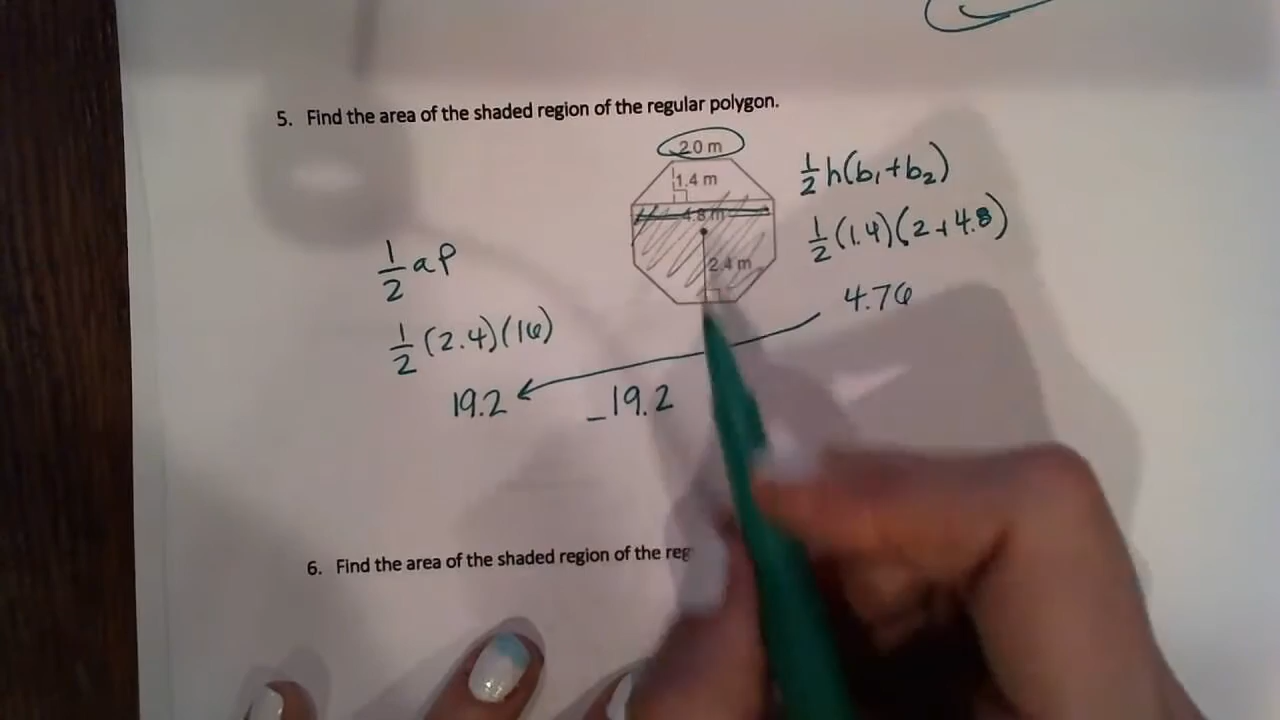 5. Find the area of the shaded region of the regular polygon.
2.0 m
1.4 m
4.8 m
2.4 m
½h(b₁+b₂)
½(1.4)(2+4.8)
4.76
½ap
½(2.4)(16)
19.2
-19.2
6. Find the area of the shaded region of the reg